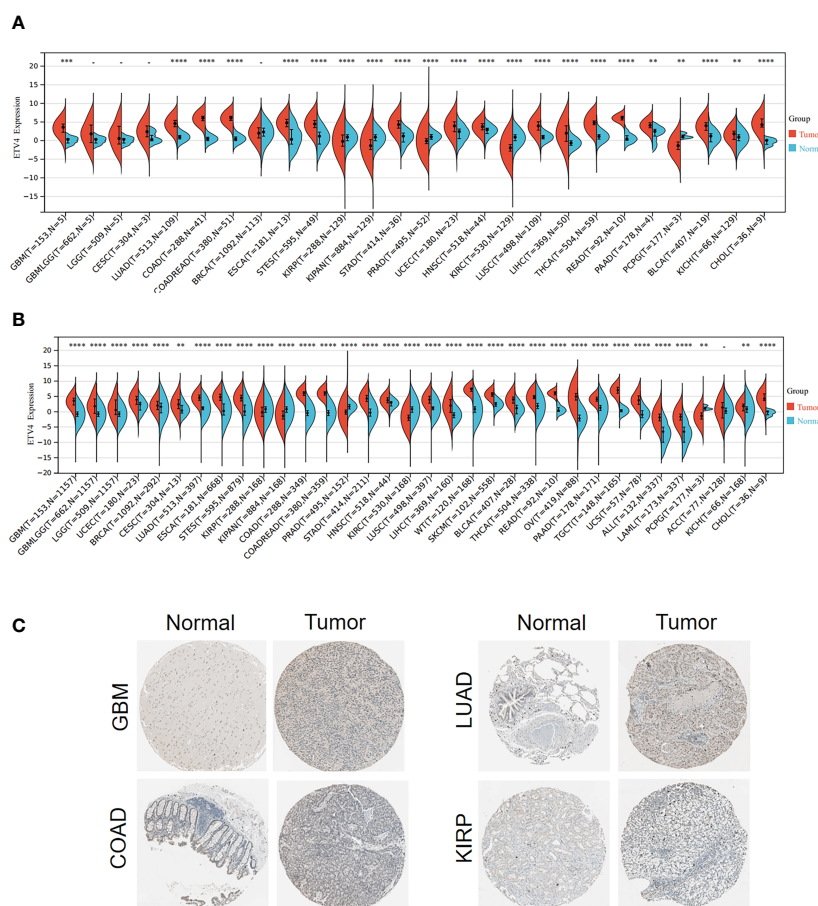 A
*** - - - **** **** **** - **** **** **** **** **** **** **** **** **** **** **** **** **** ** ** **** ** ****
20
15
10
5
0
−5
−10
−15
ETV4 Expression
Group
Tumor
Norm
GBM(T=153,N=5)
GBMLGG(T=662,N=5)
LGG(T=509,N=5)
CESC(T=304,N=3)
LUAD(T=513,N=109)
COAD(T=288,N=41)
COADREAD(T=380,N=51)
BRCA(T=1092,N=113)
ESCA(T=181,N=13)
STES(T=595,N=49)
KIRP(T=288,N=129)
KIPAN(T=884,N=129)
STAD(T=414,N=36)
PRAD(T=495,N=52)
UCEC(T=180,N=23)
HNSC(T=518,N=44)
KIRC(T=530,N=129)
LUSC(T=498,N=109)
LIHC(T=369,N=50)
THCA(T=504,N=59)
READ(T=92,N=10)
PAAD(T=178,N=4)
PCPG(T=177,N=3)
BLCA(T=407,N=19)
KICH(T=66,N=129)
CHOL(T=36,N=9)
B
**** **** **** **** **** ** **** **** **** **** **** **** **** **** **** **** **** **** **** **** **** **** **** **** **** **** **** **** **** ** - ** ****
20
15
10
5
0
−5
−10
−15
−20
ETV4 Expression
Group
Tumor
Norma
GBM(T=153,N=1157)
GBMLGG(T=662,N=1157)
LGG(T=509,N=1157)
UCEC(T=180,N=23)
BRCA(T=1092,N=292)
CESC(T=304,N=13)
LUAD(T=513,N=397)
ESCA(T=181,N=668)
STES(T=595,N=879)
KIRP(T=288,N=168)
KIPAN(T=884,N=168)
COAD(T=288,N=349)
COADREAD(T=380,N=359)
PRAD(T=495,N=152)
STAD(T=414,N=211)
HNSC(T=518,N=44)
KIRC(T=530,N=168)
LUSC(T=498,N=397)
LIHC(T=369,N=160)
WT(T=120,N=168)
SKCM(T=102,N=558)
BLCA(T=407,N=28)
THCA(T=504,N=338)
READ(T=92,N=10)
OV(T=419,N=88)
PAAD(T=178,N=171)
TGCT(T=148,N=165)
UCS(T=57,N=78)
ALL(T=132,N=337)
LAML(T=173,N=337)
PCPG(T=177,N=3)
ACC(T=77,N=128)
KICH(T=66,N=168)
CHOL(T=36,N=9)
C
Normal Tumor Normal Tumor
GBM LUAD
COAD KIRP